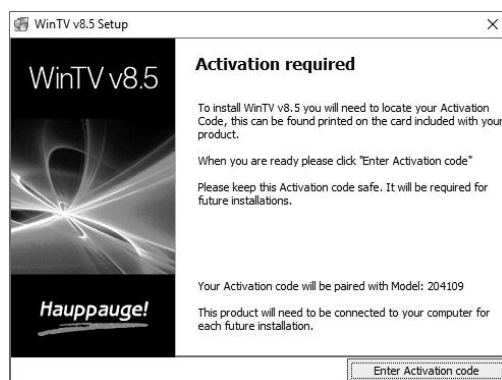 WinTV v8.5 Setup
WinTV v8.5
Hauppauge!
Activation required
To install WinTV v8.5 you will need to locate your Activation
Code, this can be found printed on the card included with your
product.
When you are ready please click "Enter Activation code"
Please keep this Activation code safe. It will be required for
future installations.
Your Activation code will be paired with Model: 204109
This product will need to be connected to your computer for
each future installation.
Enter Activation code